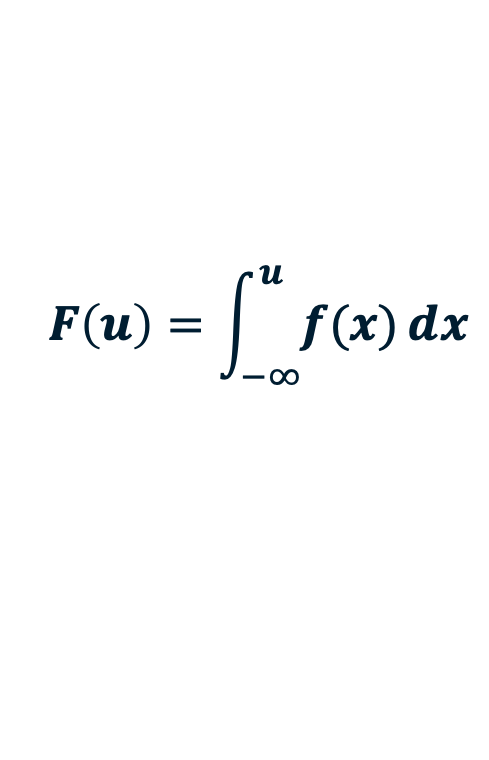 F(u) = ∫_{-∞}^{u} f(x) dx